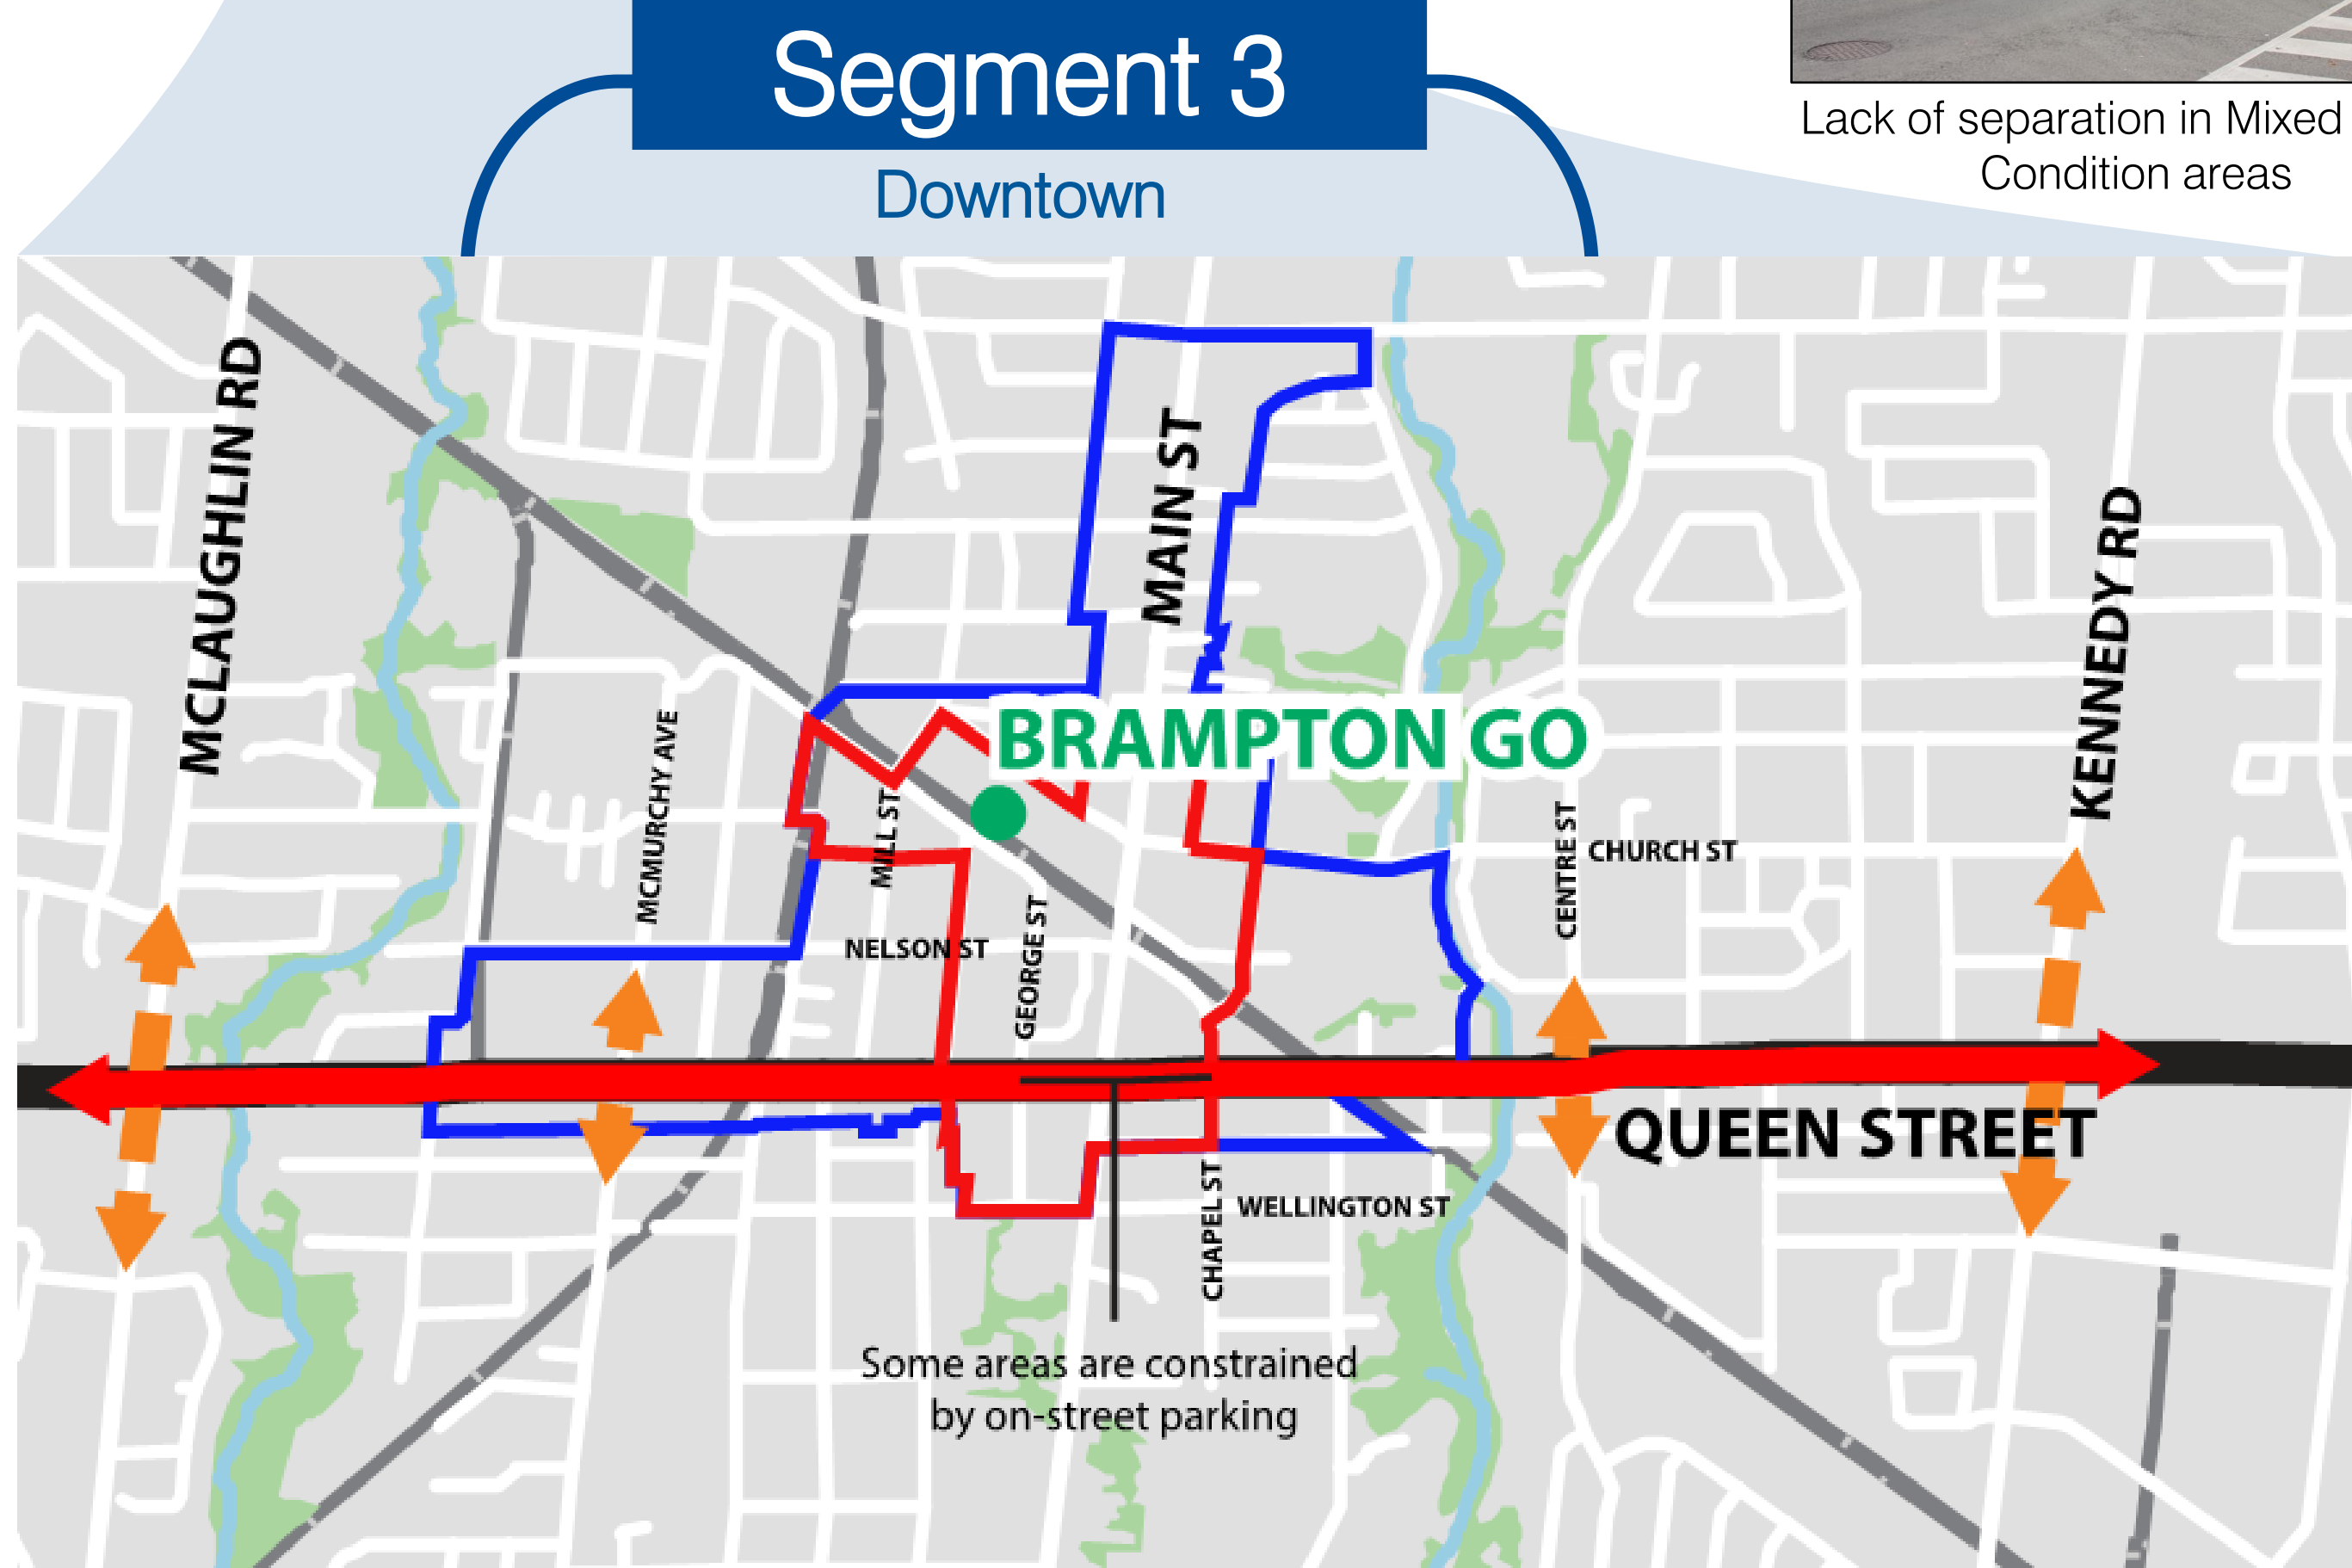 Segment 3
Downtown
Lack of separation in Mixed
Condition areas
MCLAUGHLIN RD
MAIN ST
KENNEDY RD
BRAMPTON GO
MCMURCHY AVE
MILL ST
CENTRE ST
CHURCH ST
NELSON ST
GEORGE ST
QUEEN STREET
CHAPEL ST
WELLINGTON ST
Some areas are constrained
by on-street parking